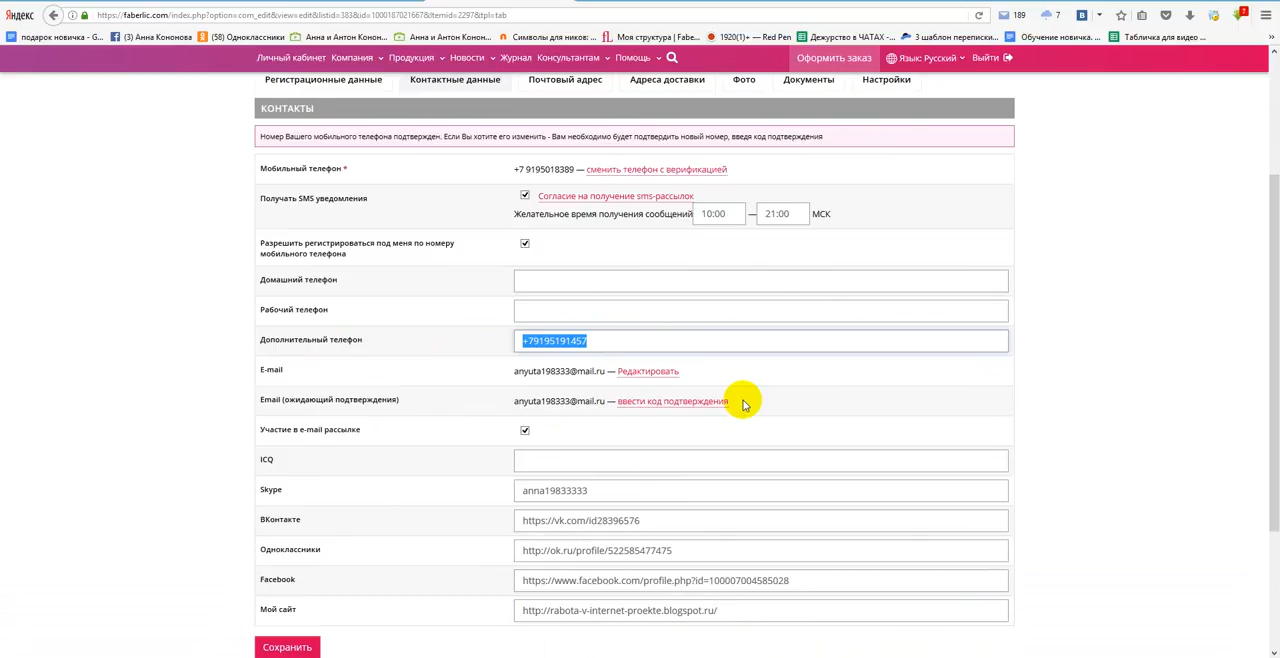 Яндекс https://faberlic.com/index.php?option=com_edit&view=edit&listid=383&id=1000187021667&Itemid=2297&tpl=tab 189 7 B 7
подарок новичка - G... (3) Анна Кононова (58) Одноклассники Анна и Антон Конон... Анна и Антон Конон... Символы для ников: ... Моя структура | Fabe... 1920(1)+ — Red Pen Дежурство в ЧАТАХ -... 3 шаблон переписки... Обучение новичка. ... Табличка для видео ... »
Личный кабинет Компания Продукция Новости Журнал Консультантам Помощь Оформить заказ Язык: Русский Выйти
Регистрационные данные Контактные данные Почтовый адрес Адреса доставки Фото Документы Настройки
КОНТАКТЫ
Номер Вашего мобильного телефона подтвержден. Если Вы хотите его изменить - Вам необходимо будет подтвердить новый номер, введя код подтверждения
Мобильный телефон * +7 9195018389 — сменить телефон с верификацией
Получать SMS уведомления Согласие на получение sms-рассылок
Желательное время получения сообщений 10:00 — 21:00 МСК
Разрешить регистрироваться под меня по номеру
мобильного телефона
Домашний телефон
Рабочий телефон
Дополнительный телефон +79195191457
E-mail anyuta198333@mail.ru — Редактировать
Email (ожидающий подтверждения) anyuta198333@mail.ru — ввести код подтверждения
Участие в e-mail рассылке
ICQ
Skype anna19833333
ВКонтакте https://vk.com/id28396576
Одноклассники http://ok.ru/profile/522585477475
Facebook https://www.facebook.com/profile.php?id=100007004585028
Мой сайт http://rabota-v-internet-proekte.blogspot.ru/
Сохранить